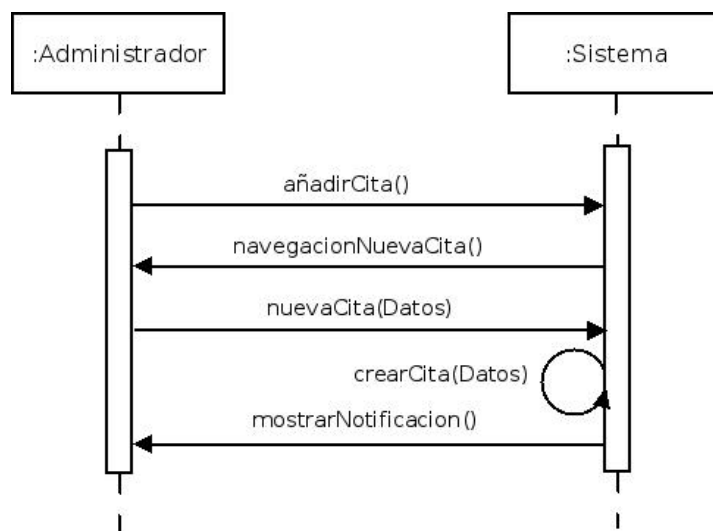 :Administrador
:Sistema
añadirCita()
navegacionNuevaCita()
nuevaCita(Datos)
crearCita(Datos)
mostrarNotificacion()